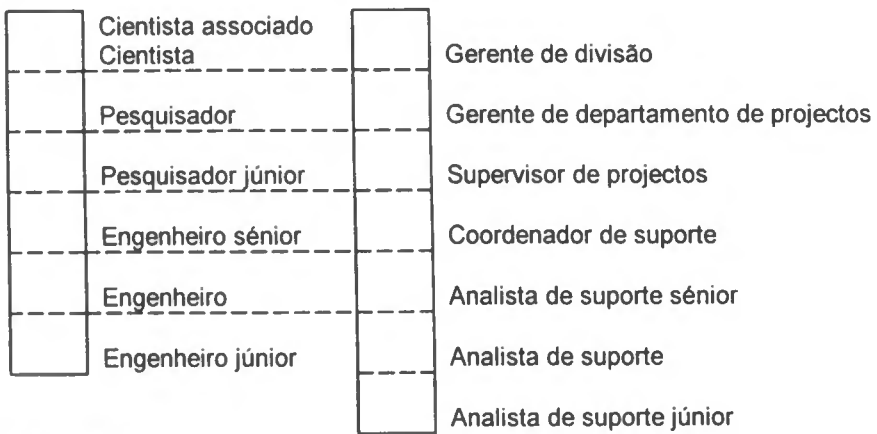 Cientista associado
Cientista
Gerente de divisão
Pesquisador
Gerente de departamento de projectos
Pesquisador júnior
Supervisor de projectos
Engenheiro sénior
Coordenador de suporte
Engenheiro
Analista de suporte sénior
Engenheiro júnior
Analista de suporte
Analista de suporte júnior